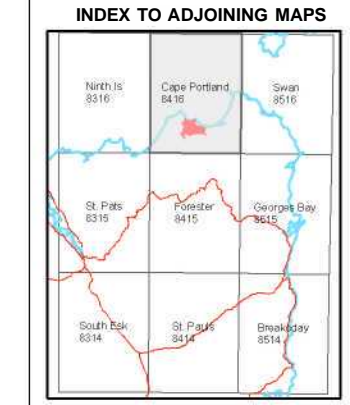 INDEX TO ADJOINING MAPS
Ninth Is Cape Portland Swan
8316 8416 8516
St. Pats Forester Georges Bay
8315 8415 8515
South Esk St. Pauls Breakoday
8314 8414 8514